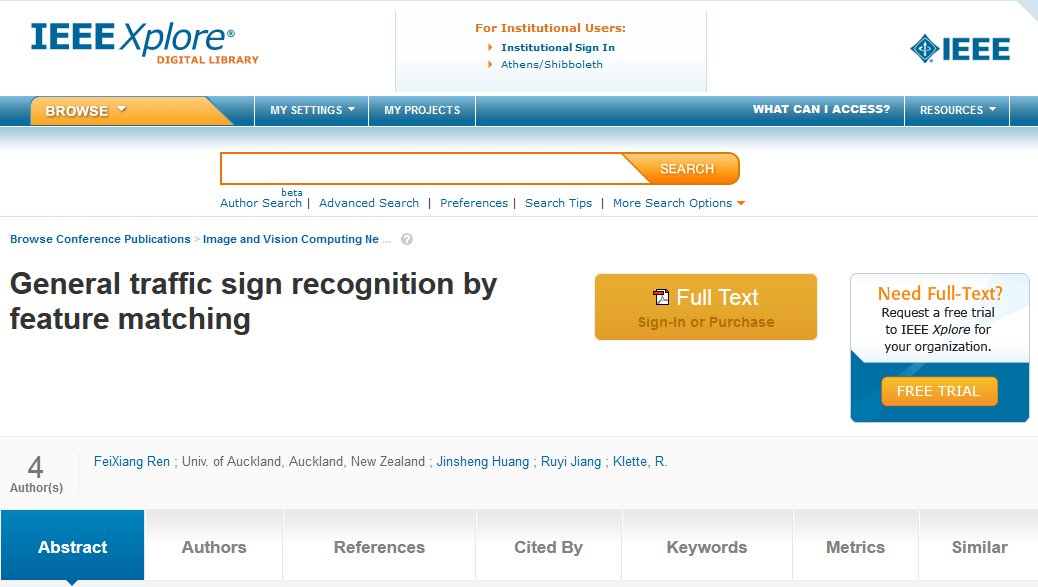 IEEE Xplore®
DIGITAL LIBRARY
For Institutional Users:
Institutional Sign In
Athens/Shibboleth
IEEE
BROWSE
MY SETTINGS
MY PROJECTS
WHAT CAN I ACCESS?
RESOURCES
SEARCH
beta
Author Search | Advanced Search | Preferences | Search Tips | More Search Options
Browse Conference Publications > Image and Vision Computing Ne ... ?
General traffic sign recognition by
feature matching
Full Text
Sign-In or Purchase
Need Full-Text?
Request a free trial
to IEEE Xplore for
your organization.
FREE TRIAL
4
Author(s)
FeiXiang Ren ; Univ. of Auckland, Auckland, New Zealand ; Jinsheng Huang ; Ruyi Jiang ; Klette, R.
Abstract
Authors
References
Cited By
Keywords
Metrics
Similar